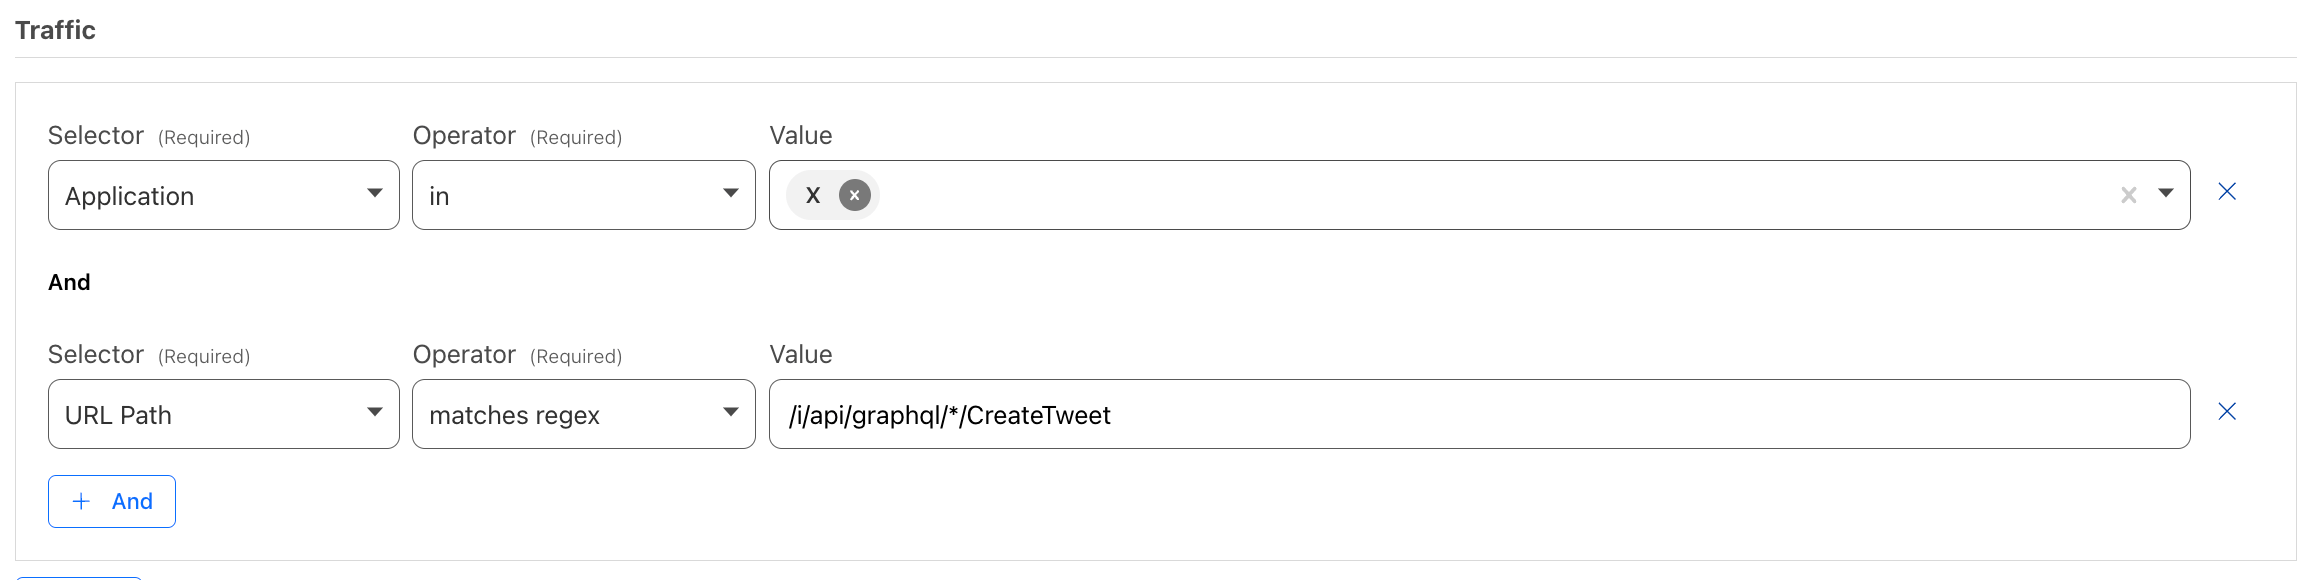 Traffic
Selector (Required) Operator (Required) Value
Application in X
And
Selector (Required) Operator (Required) Value
URL Path matches regex /i/api/graphql/*/CreateTweet
+ And